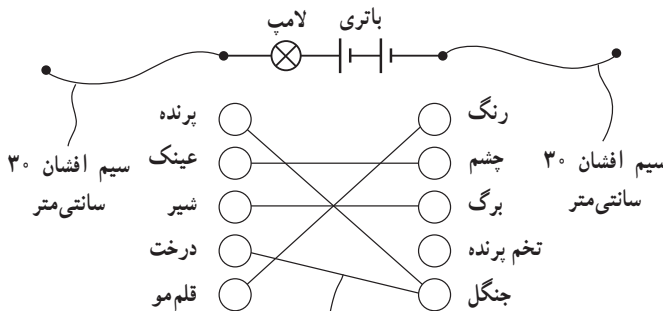 باتری
لامپ
سیم افشان ۳۰
سانتی‌متر
سیم افشان ۳۰
سانتی‌متر
رنگ
پرنده
چشم
عینک
برگ
شیر
تخم پرنده
درخت
جنگل
قلم‌مو